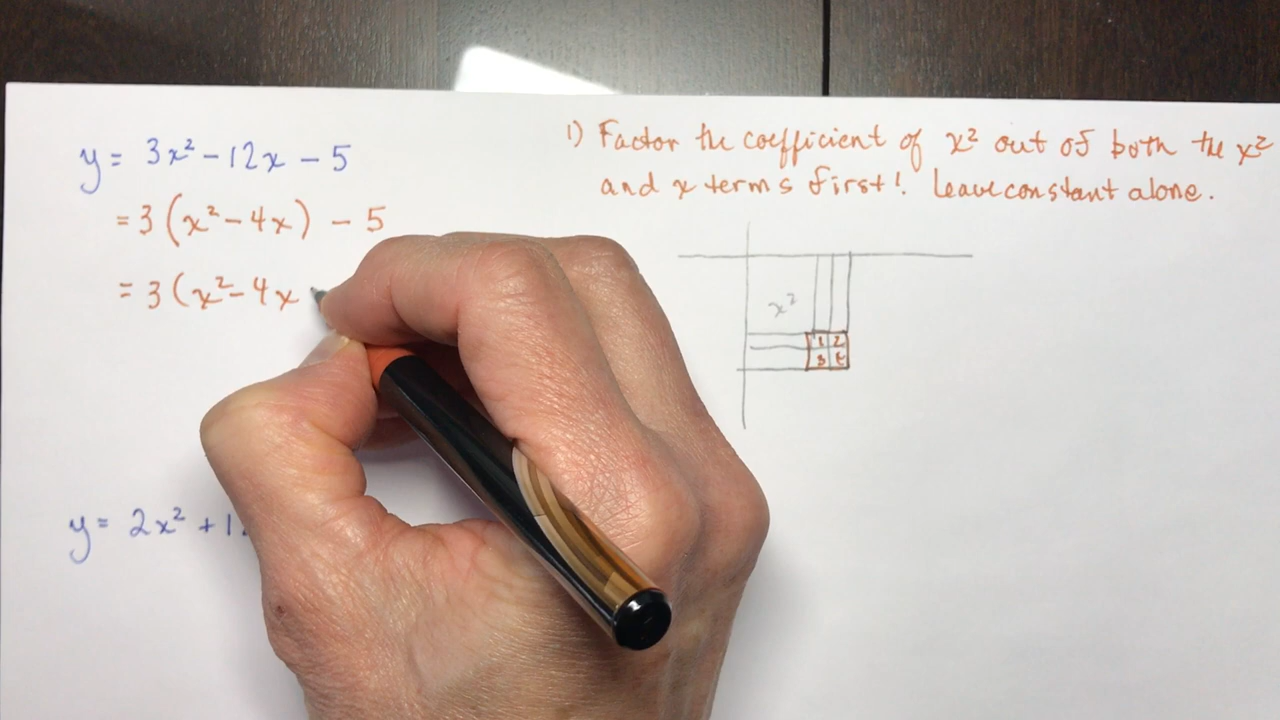 y = 3x² - 12x - 5
= 3 (x² - 4x) - 5
= 3 (x² - 4x
1) Factor the coefficient of x² out of both the x²
and x terms first! Leave constant alone.
x²
1 2
3
y = 2x² + 1